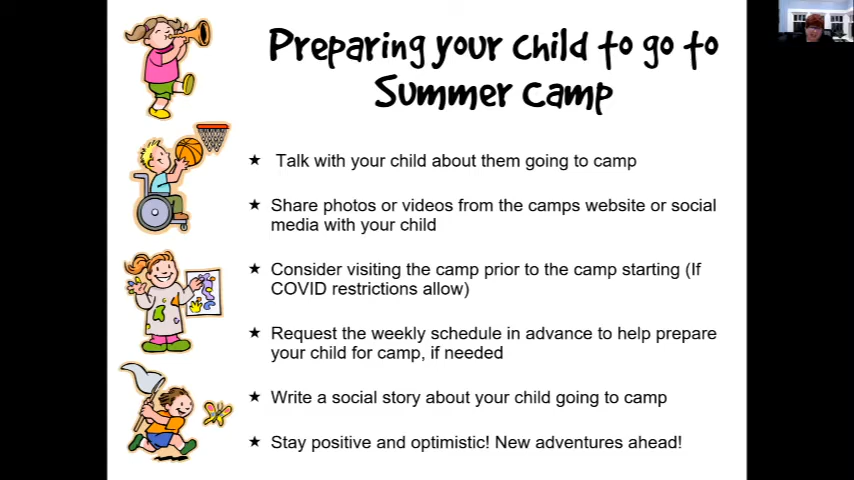 Preparing your child to go to
Summer Camp
★ Talk with your child about them going to camp
★ Share photos or videos from the camps website or social
media with your child
★ Consider visiting the camp prior to the camp starting (If
COVID restrictions allow)
★ Request the weekly schedule in advance to help prepare
your child for camp, if needed
★ Write a social story about your child going to camp
★ Stay positive and optimistic! New adventures ahead!